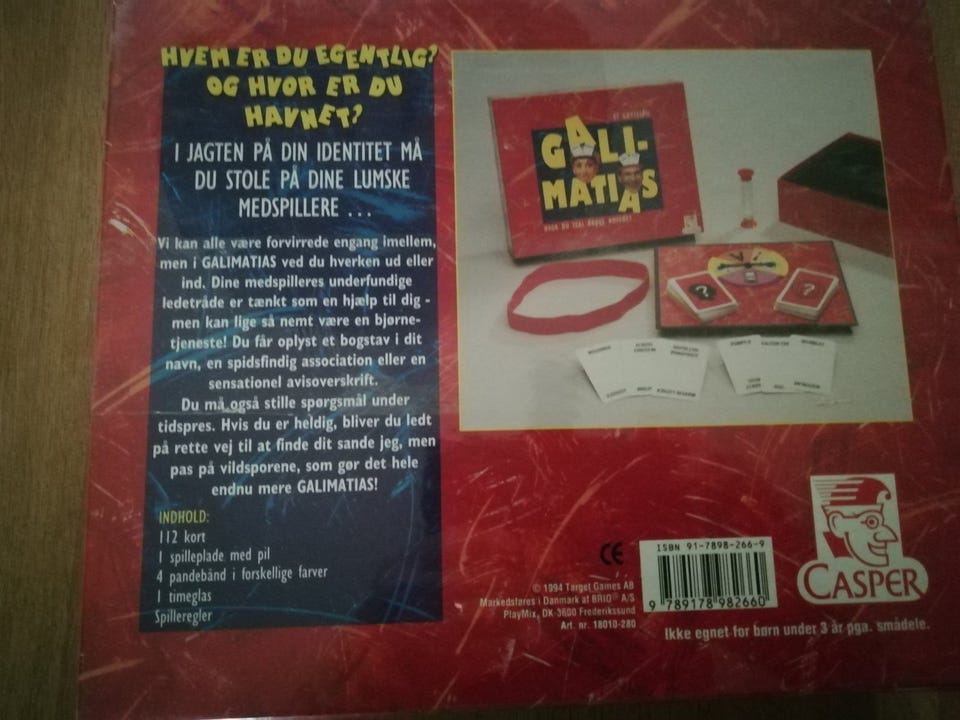 HVEM ER DU EGENTLIG?
OG HVOR ER DU
HAVNET?
I JAGTEN PÅ DIN IDENTITET MÅ
DU STOLE PÅ DINE LUMSKE
MEDSPILLERE ...
Vi kan alle være forvirrede engang imellem,
men i GALIMATIAS ved du hverken ud eller
ind. Dine medspilleres underfundige
ledetråde er tænkt som en hjælp til dig -
men kan lige så nemt være en bjørne-
tjeneste! Du får oplyst et bogstav i dit
navn, en spidsfindig association eller en
sensationel avisoverskrift.
Du må også stille spørgsmål under
tidspres. Hvis du er heldig, bliver du ledt
på rette vej til at finde dit sande jeg, men
pas på vildsporene, som gør det hele
endnu mere GALIMATIAS!
INDHOLD:
112 kort
1 spilleplade med pil
4 pandebånd i forskellige farver
1 timeglas
Spilleregler
GALI-
MATIAS
?
?
CE
© 1994 Target Games AB
Markedsføres i Danmark af BRIO® A/S
PlayMix, DK-3600 Frederikssund
Art. nr. 18010-280
ISBN 91-7898-266-9
9 789178 982660
CASPER
Ikke egnet for børn under 3 år pga. smådele.